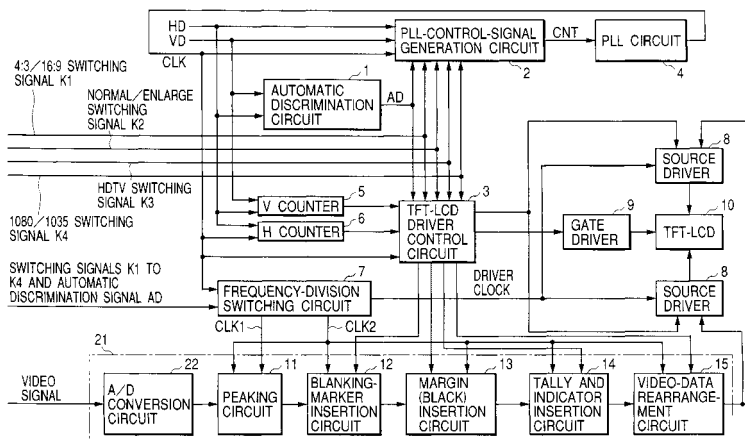 HD
VD
CLK
PLL-CONTROL-SIGNAL
GENERATION CIRCUIT
2
CNT
PLL CIRCUIT
4
4:3/16:9 SWITCHING
SIGNAL K1
NORMAL/ENLARGE
SWITCHING
SIGNAL K2
1
AUTOMATIC
DISCRIMINATION
CIRCUIT
AD
HDTV SWITCHING
SIGNAL K3
1080/1035 SWITCHING
SIGNAL K4
5
V COUNTER
6
H COUNTER
3
TFT-LCD
DRIVER
CONTROL
CIRCUIT
8
SOURCE
DRIVER
9
GATE
DRIVER
10
TFT-LCD
8
SOURCE
DRIVER
SWITCHING SIGNALS K1 TO
K4 AND AUTOMATIC
DISCRIMINATION SIGNAL AD
7
FREQUENCY-DIVISION
SWITCHING CIRCUIT
DRIVER
CLOCK
CLK1
CLK2
21
VIDEO
SIGNAL
22
A/D
CONVERSION
CIRCUIT
11
PEAKING
CIRCUIT
12
BLANKING-
MARKER
INSERTION
CIRCUIT
13
MARGIN
(BLACK)
INSERTION
CIRCUIT
14
TALLY AND
INDICATOR
INSERTION
CIRCUIT
15
VIDEO-DATA
REARRANGE-
MENT
CIRCUIT